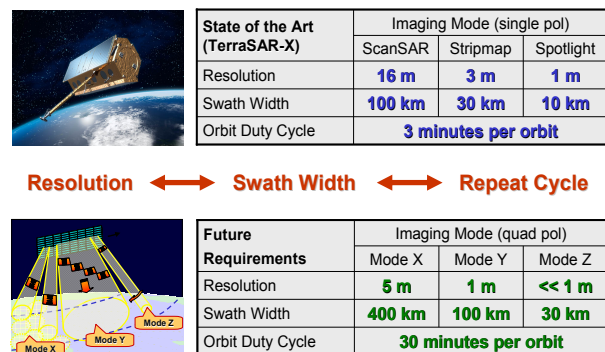 State of the Art
(TerraSAR-X)
Imaging Mode (single pol)
ScanSAR Stripmap Spotlight
Resolution 16 m 3 m 1 m
Swath Width 100 km 30 km 10 km
Orbit Duty Cycle 3 minutes per orbit
Resolution Swath Width Repeat Cycle
Future
Requirements
Imaging Mode (quad pol)
Mode X Mode Y Mode Z
Resolution 5 m 1 m << 1 m
Swath Width 400 km 100 km 30 km
Orbit Duty Cycle 30 minutes per orbit
Mode Z
Mode Y
Mode X